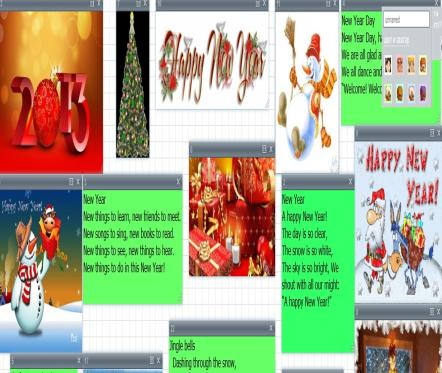 2013
Happy New Year
New Year Day
New Year Day, h
We are all glad a
We all dance and
"Welcome! Welco
unnamed
Happy New Year!
New Year
New things to learn, new friends to meet.
New songs to sing, new books to read.
New things to see, new things to hear.
New things to do in this New Year!
New Year
A happy New Year!
The day is so clear,
The snow is so white,
The sky is so bright, We
shout with all our might:
"A happy New Year!"
HAPPY NEW
YEAR!
Jingle bells
Dashing through the snow,